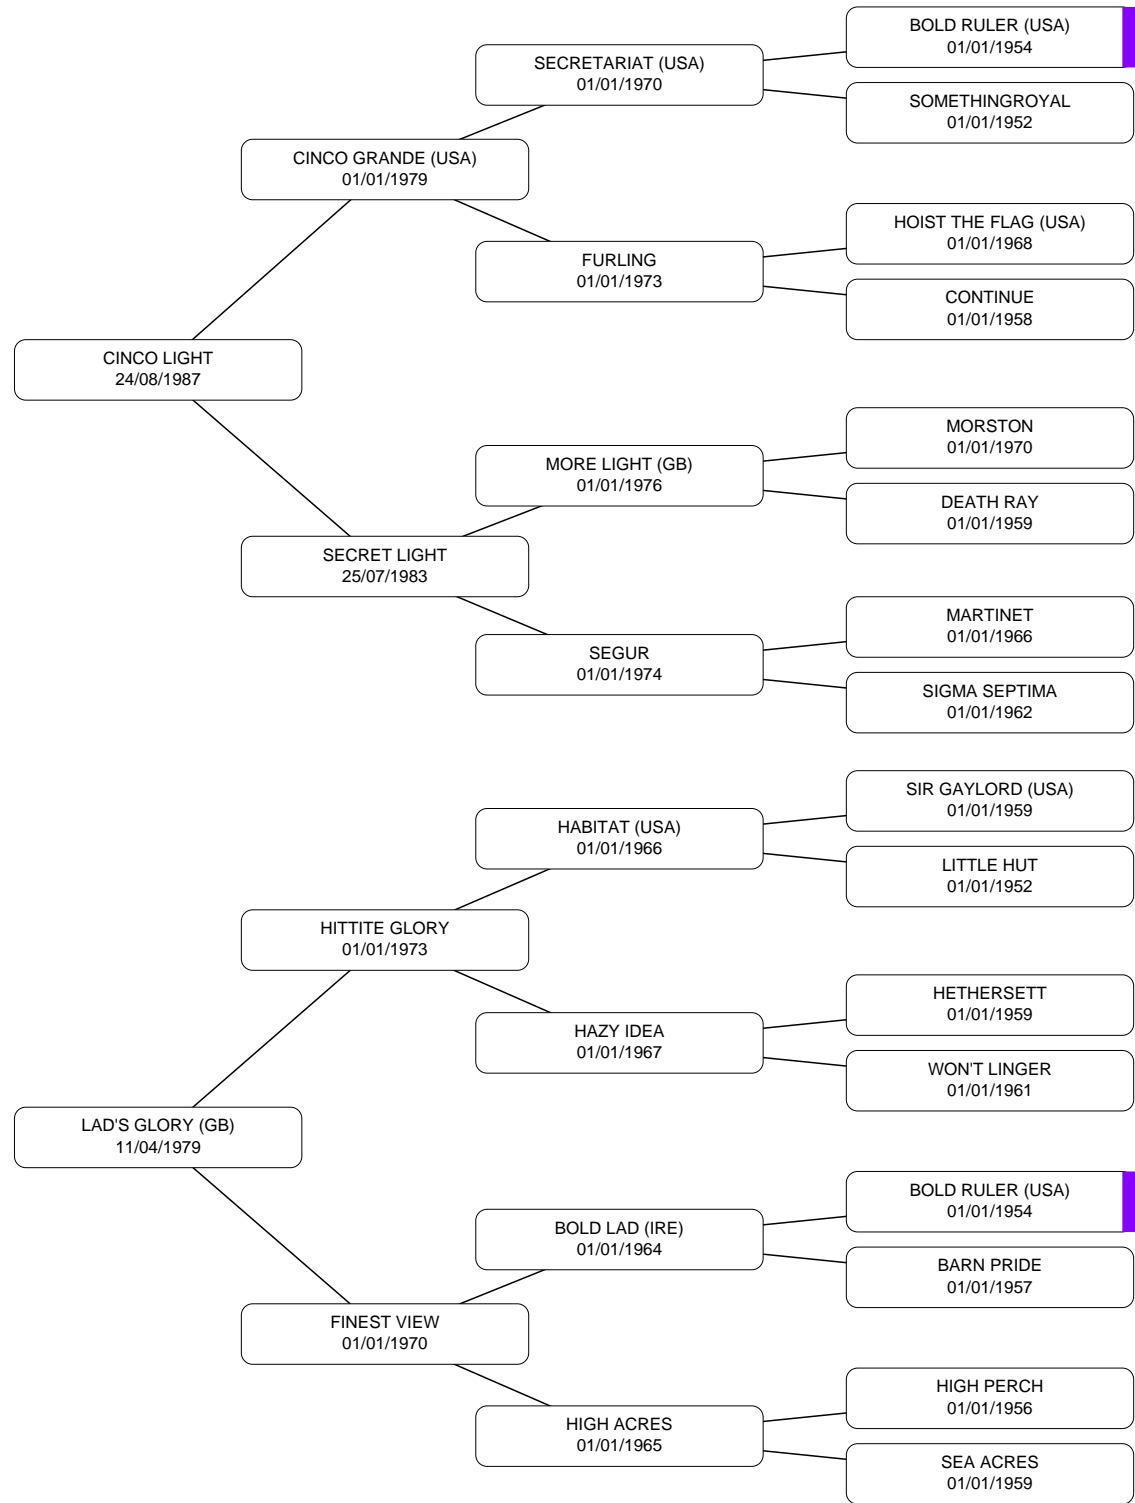 BOLD RULER (USA)
01/01/1954
SECRETARIAT (USA)
01/01/1970
SOMETHINGROYAL
01/01/1952
CINCO GRANDE (USA)
01/01/1979
HOIST THE FLAG (USA)
01/01/1968
FURLING
01/01/1973
CONTINUE
01/01/1958
CINCO LIGHT
24/08/1987
MORSTON
01/01/1970
MORE LIGHT (GB)
01/01/1976
DEATH RAY
01/01/1959
SECRET LIGHT
25/07/1983
MARTINET
01/01/1966
SEGUR
01/01/1974
SIGMA SEPTIMA
01/01/1962
SIR GAYLORD (USA)
01/01/1959
HABITAT (USA)
01/01/1966
LITTLE HUT
01/01/1952
HITTITE GLORY
01/01/1973
HETHERSETT
01/01/1959
HAZY IDEA
01/01/1967
WON'T LINGER
01/01/1961
LAD'S GLORY (GB)
11/04/1979
BOLD RULER (USA)
01/01/1954
BOLD LAD (IRE)
01/01/1964
BARN PRIDE
01/01/1957
FINEST VIEW
01/01/1970
HIGH PERCH
01/01/1956
HIGH ACRES
01/01/1965
SEA ACRES
01/01/1959